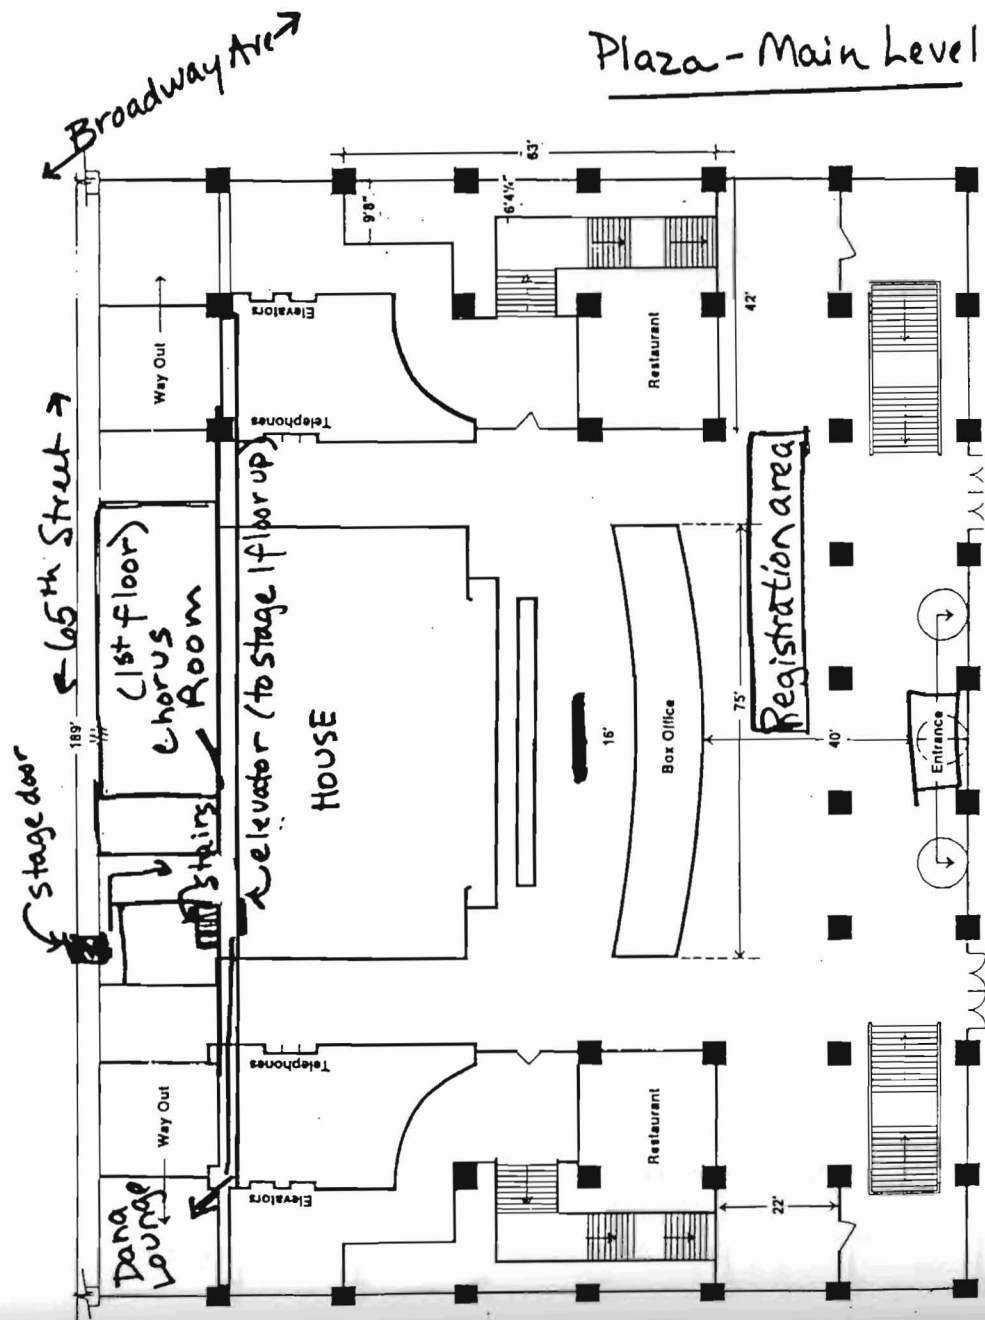 Plaza - Main Level
Broadway Ave
65th Street
189'
stage door
(1st floor)
chorus
Room
stairs
elevator (to stage 1 floor up)
HOUSE
Dana
Lounge
Way Out
Elevators
Telephones
63'
9'8"
6'4¼"
42'
Restaurant
Registration area
16'
Box Office
75'
40'
Entrance
Telephones
Way Out
Elevators
Restaurant
22'